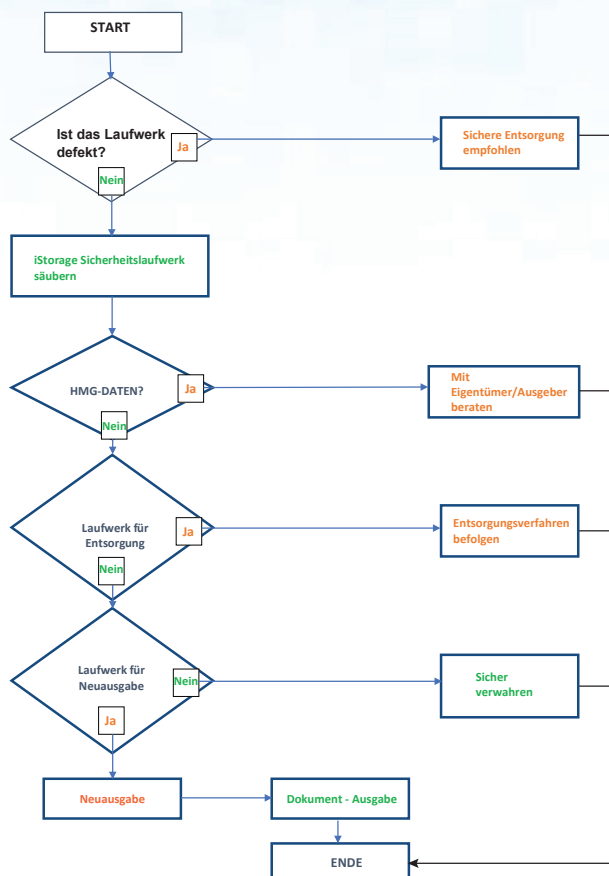 START
Ist das Laufwerk
defekt?
Ja
Nein
Sichere Entsorgung
empfohlen
iStorage Sicherheitslaufwerk
säubern
HMG-DATEN?
Ja
Nein
Mit
Eigentümer/Ausgeber
beraten
Laufwerk für
Entsorgung
Ja
Nein
Entsorgungsverfahren
befolgen
Laufwerk für
Neuausgabe
Nein
Ja
Sicher
verwahren
Neuausgabe
Dokument - Ausgabe
ENDE